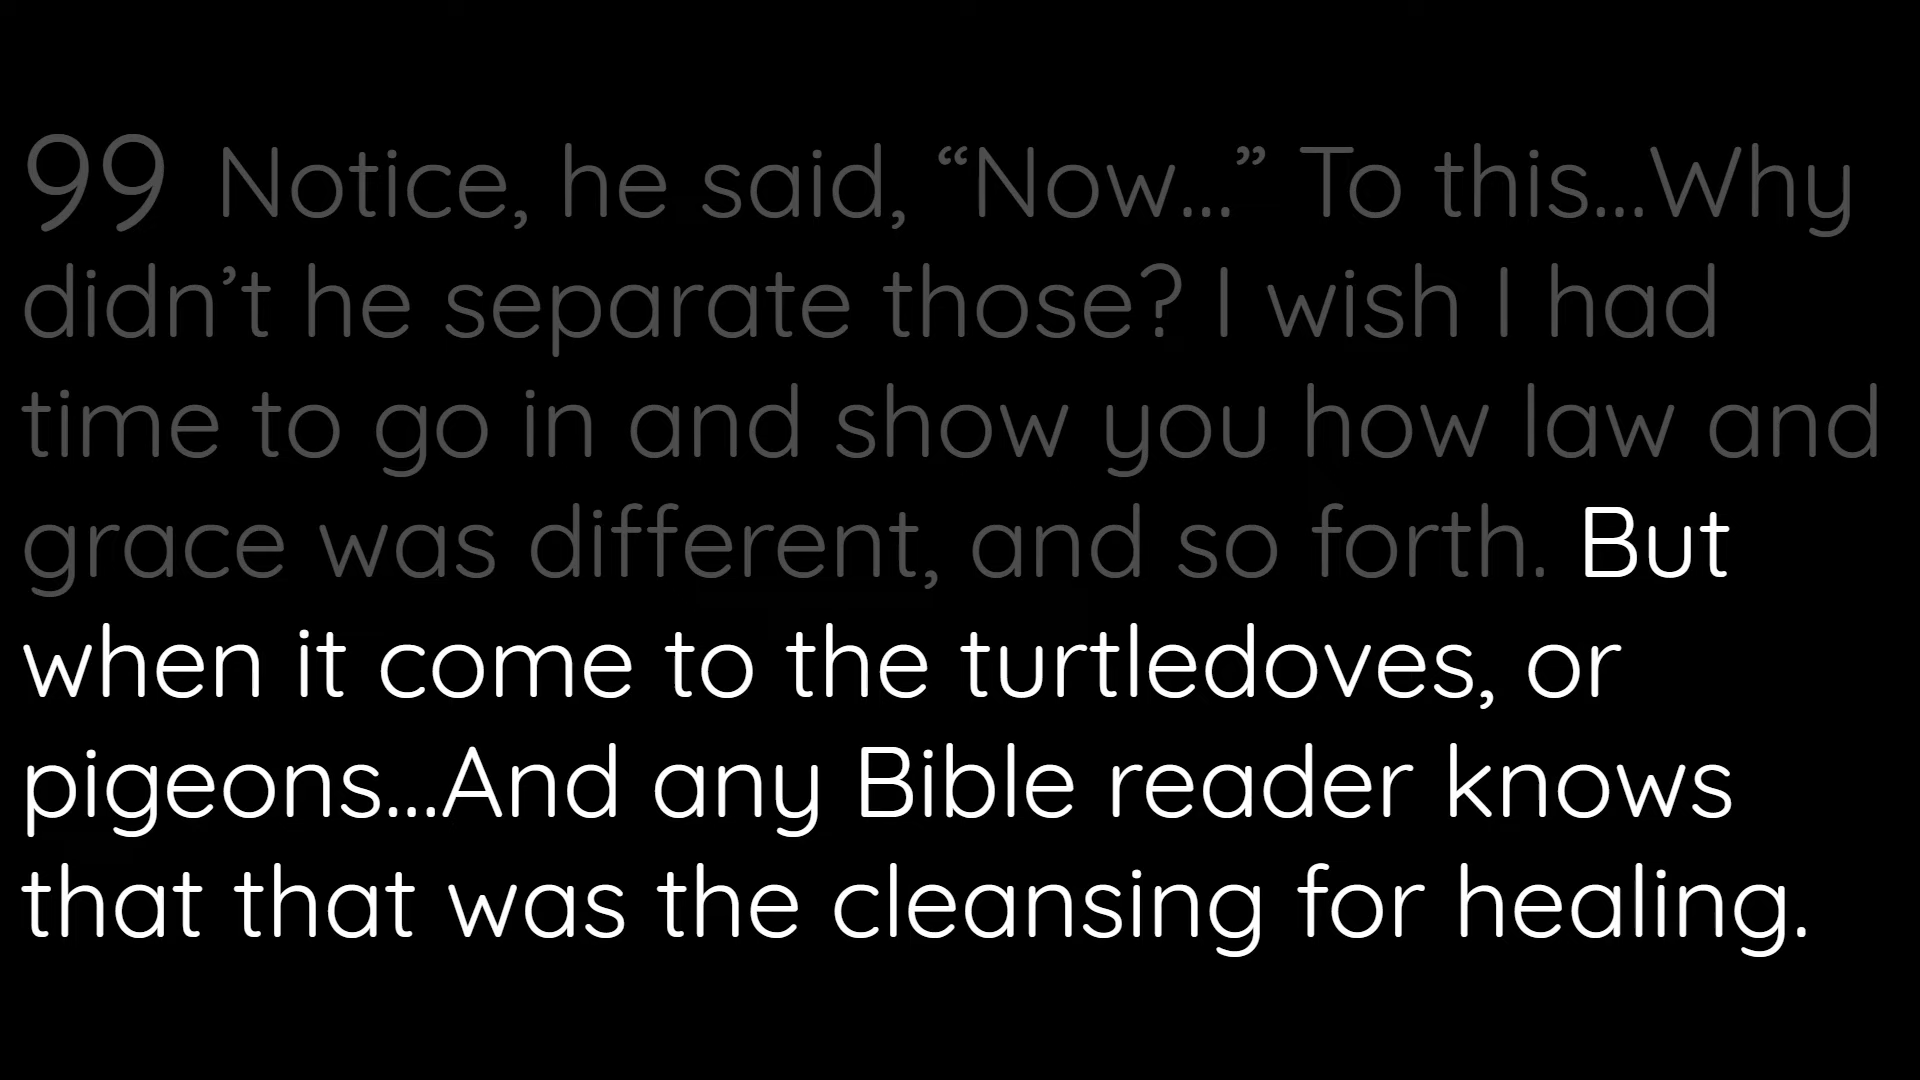 99 Notice, he said, “Now...” To this...Why
didn’t he separate those? I wish I had
time to go in and show you how law and
grace was different, and so forth. But
when it come to the turtledoves, or
pigeons...And any Bible reader knows
that that was the cleansing for healing.